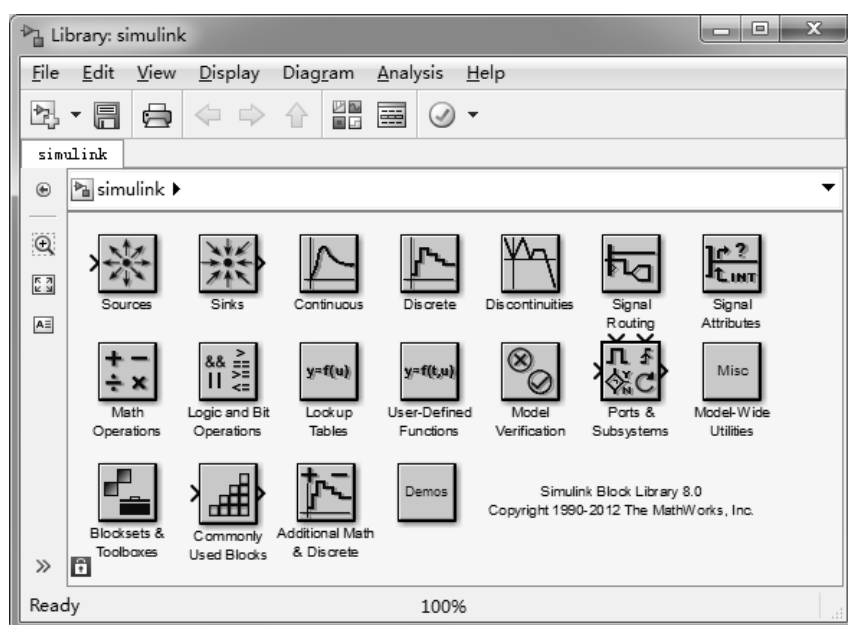 Library: simulink
File Edit View Display Diagram Analysis Help
simulink
simulink
Sources Sinks Continuous Discrete Discontinuities Signal Routing Signal Attributes
? t.INT
+ − ÷ × && || > == >= <= y=f(u) y=f(t,u) Y N Misc
Math Operations Logic and Bit Operations Lookup Tables User-Defined Functions Model Verification Ports & Subsystems Model-Wide Utilities
+ − Demos
Simulink Block Library 8.0
Copyright 1990-2012 The MathWorks, Inc.
Blocksets & Toolboxes Commonly Used Blocks Additional Math & Discrete
Ready 100%